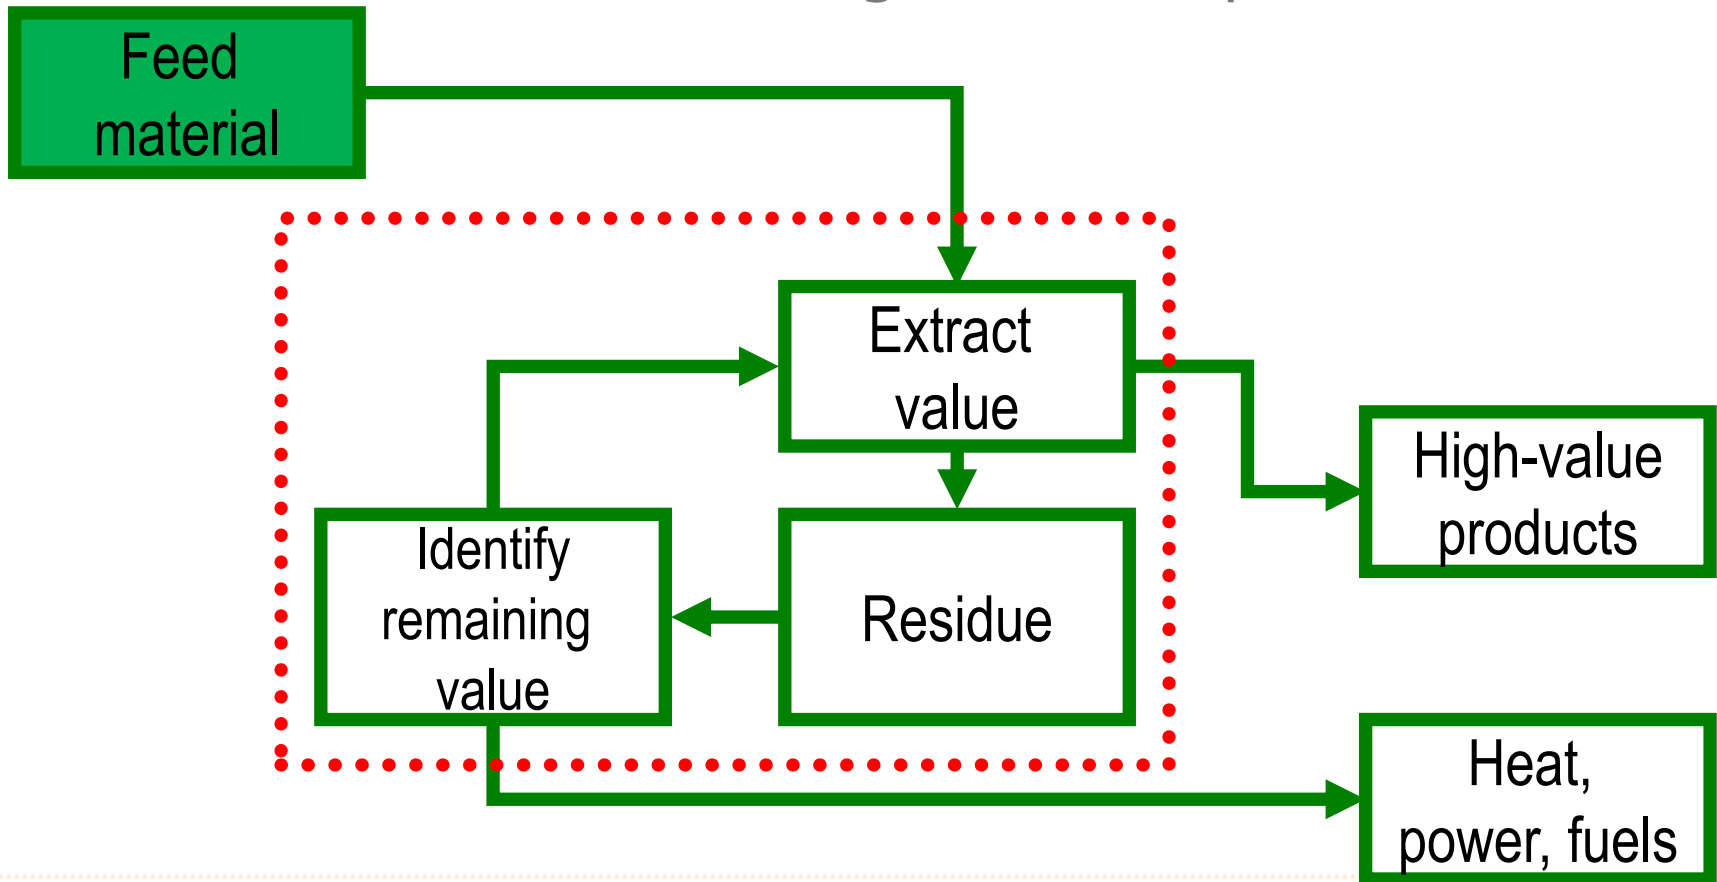 Feed
material
Extract
value
High-value
products
Identify
remaining
value
Residue
Heat,
power, fuels